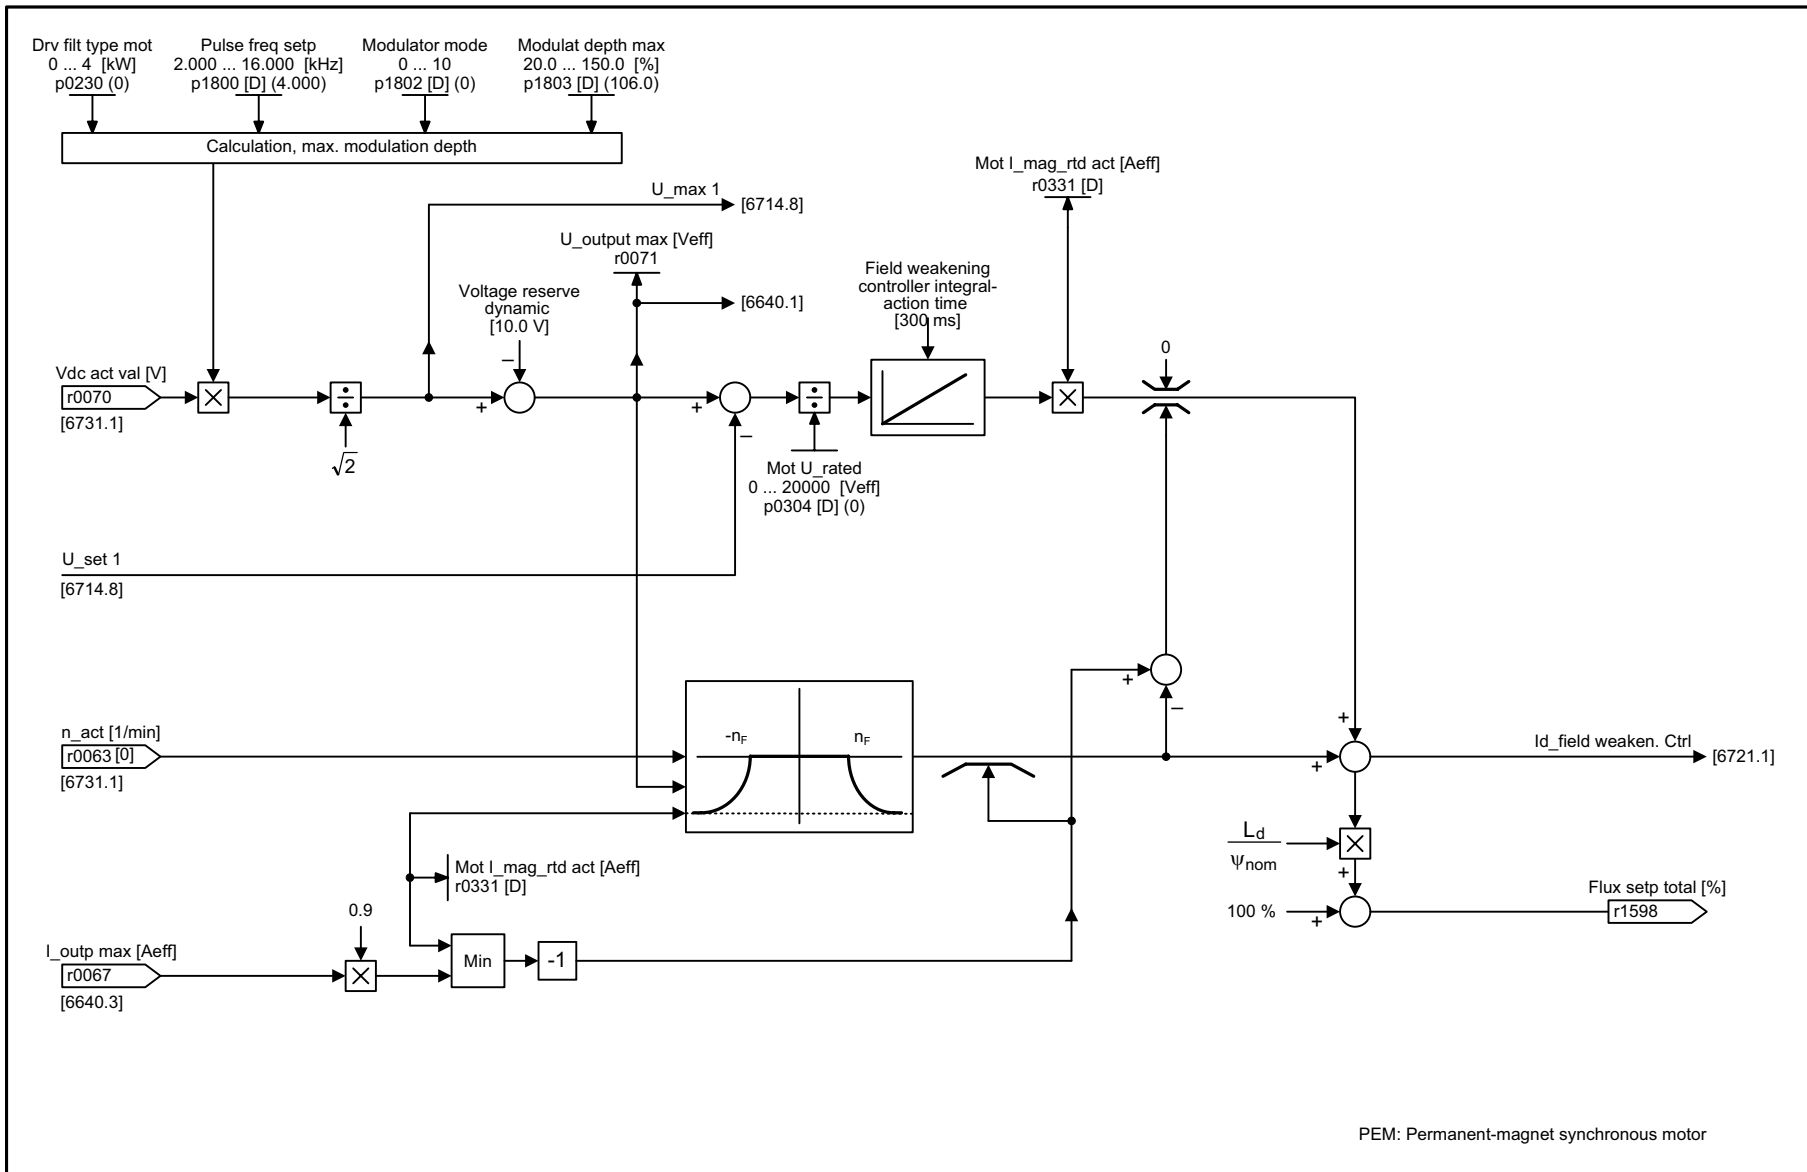 Drv filt type mot
0 ... 4 [kW]
p0230 (0)
Pulse freq setp
2.000 ... 16.000 [kHz]
p1800 [D] (4.000)
Modulator mode
0 ... 10
p1802 [D] (0)
Modulat depth max
20.0 ... 150.0 [%]
p1803 [D] (106.0)
Calculation, max. modulation depth
Mot I_mag_rtd act [Aeff]
r0331 [D]
U_max 1
[6714.8]
U_output max [Veff]
r0071
[6640.1]
Voltage reserve
dynamic
[10.0 V]
Field weakening
controller integral-
action time
[300 ms]
0
Vdc act val [V]
r0070
[6731.1]
×
÷
√2
+
–
+
–
÷
×
Mot U_rated
0 ... 20000 [Veff]
p0304 [D] (0)
U_set 1
[6714.8]
+
–
n_act [1/min]
r0063 [0]
[6731.1]
-nF
nF
+
+
Id_field weaken. Ctrl
[6721.1]
Ld
ψnom
×
+
Mot I_mag_rtd act [Aeff]
r0331 [D]
100 %
+
Flux setp total [%]
r1598
0.9
I_outp max [Aeff]
r0067
[6640.3]
×
Min
-1
PEM: Permanent-magnet synchronous motor